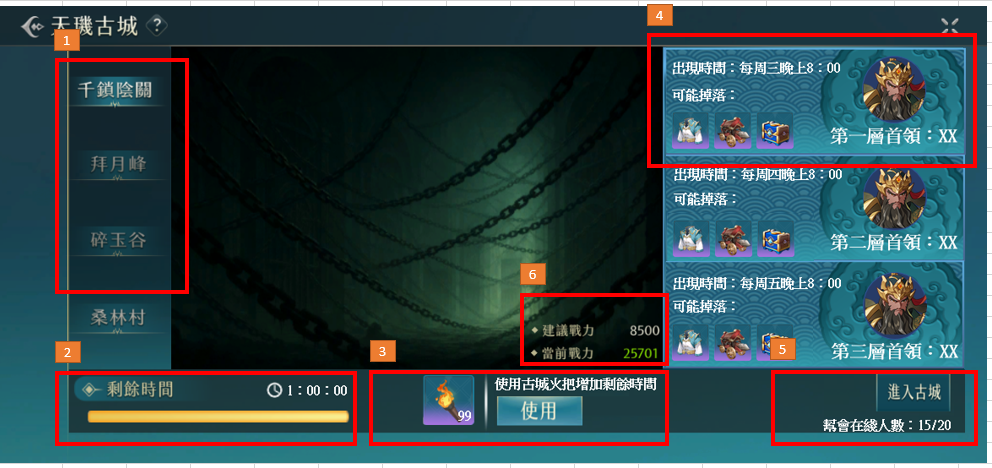 天璣古城 ?
1
千鎖陰關
拜月峰
碎玉谷
桑林村
4
出現時間：每周三晚上8：00
可能掉落：
第一層首領：XX
出現時間：每周四晚上8：00
可能掉落：
第二層首領：XX
出現時間：每周五晚上8：00
可能掉落：
第三層首領：XX
6
建議戰力 8500
當前戰力 25701
2
剩餘時間 1：00：00
3
99
使用古城火把增加剩餘時間
使用
5
進入古城
幫會在綫人數：15/20